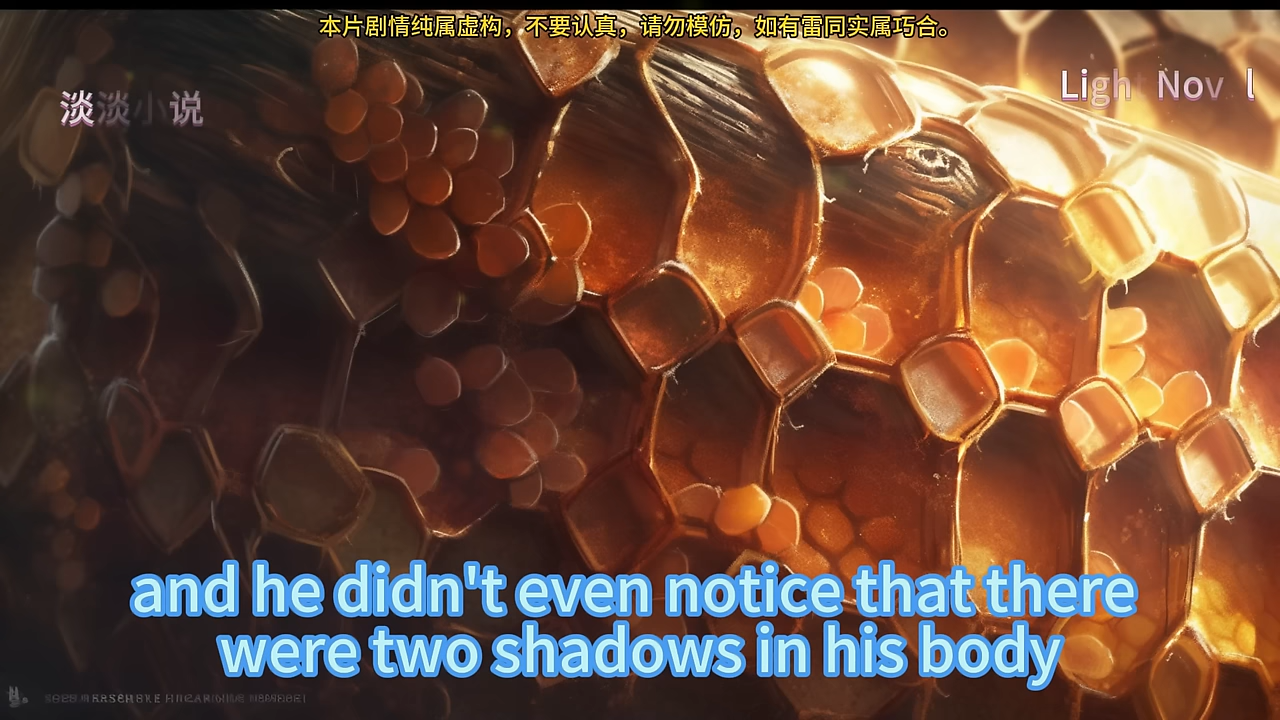 本片剧情纯属虚构，不要认真，请勿模仿，如有雷同实属巧合。
淡淡小说
Ligh Nov l
and he didn't even notice that there
were two shadows in his body